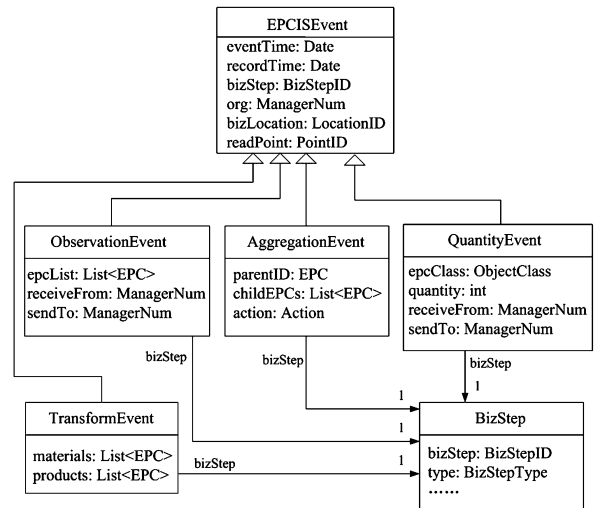 EPCISEvent
eventTime: Date
recordTime: Date
bizStep: BizStepID
org: ManagerNum
bizLocation: LocationID
readPoint: PointID
ObservationEvent
epcList: List<EPC>
receiveFrom: ManagerNum
sendTo: ManagerNum
AggregationEvent
parentID: EPC
childEPCs: List<EPC>
action: Action
QuantityEvent
epcClass: ObjectClass
quantity: int
receiveFrom: ManagerNum
sendTo: ManagerNum
bizStep
bizStep
bizStep
1
1
1
1
TransformEvent
materials: List<EPC>
products: List<EPC>
bizStep
BizStep
bizStep: BizStepID
type: BizStepType
……